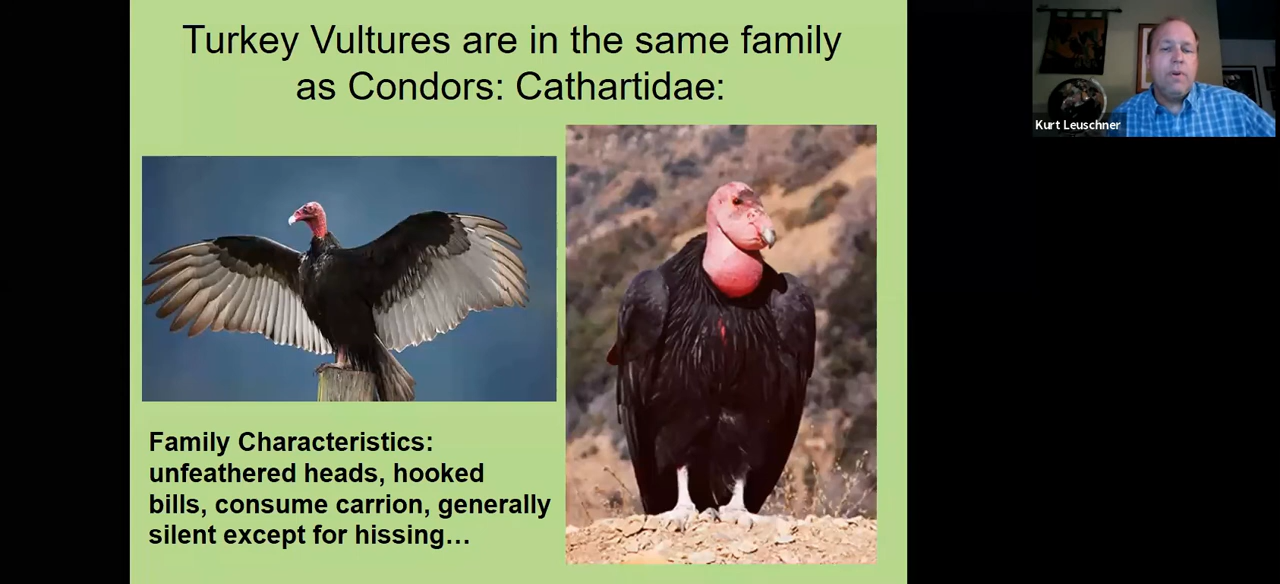 Turkey Vultures are in the same family
as Condors: Cathartidae:
Kurt Leuschner
Family Characteristics:
unfeathered heads, hooked
bills, consume carrion, generally
silent except for hissing…